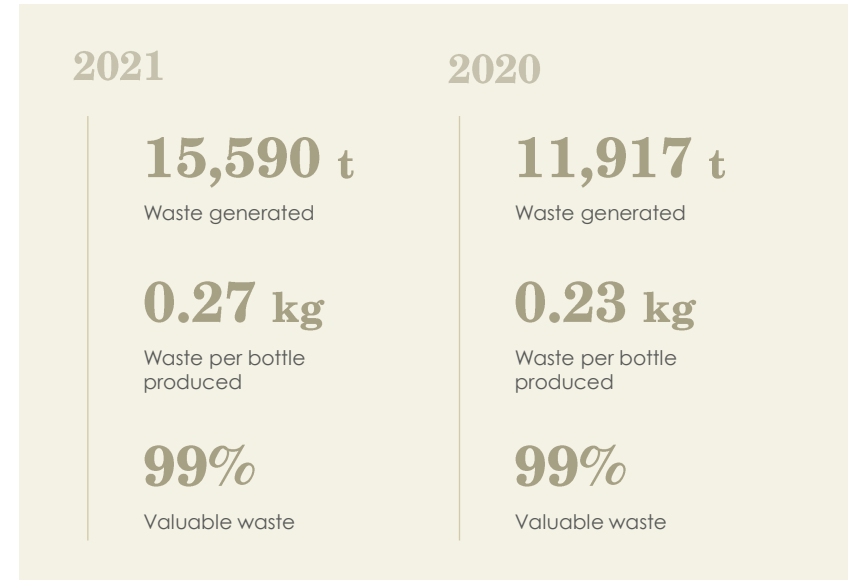 2021
15,590 t
Waste generated
0.27 kg
Waste per bottle
produced
99%
Valuable waste
2020
11,917 t
Waste generated
0.23 kg
Waste per bottle
produced
99%
Valuable waste